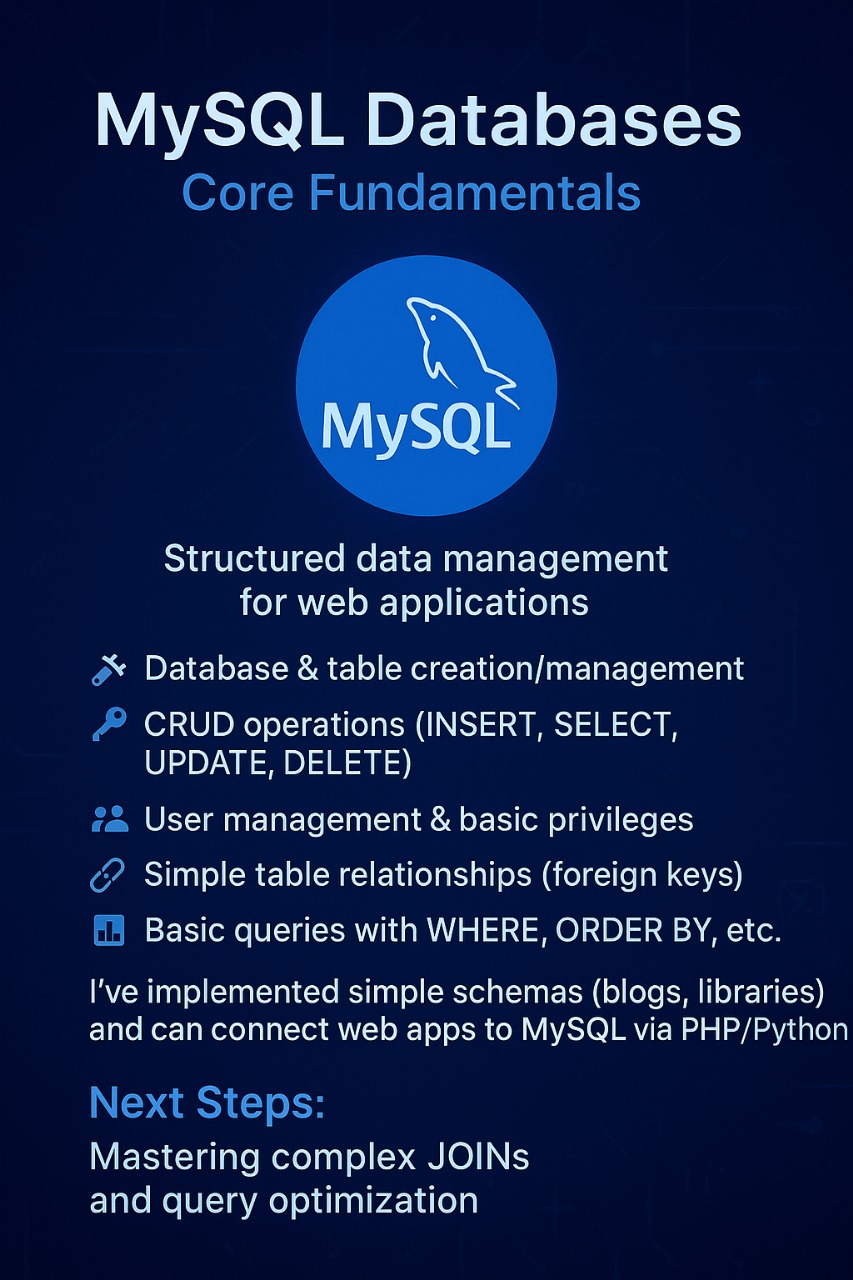 MySQL Databases
Core Fundamentals
MySQL
Structured data management
for web applications
Database & table creation/management
CRUD operations (INSERT, SELECT,
UPDATE, DELETE)
User management & basic privileges
Simple table relationships (foreign keys)
Basic queries with WHERE, ORDER BY, etc.
I've implemented simple schemas (blogs, libraries)
and can connect web apps to MySQL via PHP/Python
Next Steps:
Mastering complex JOINs
and query optimization